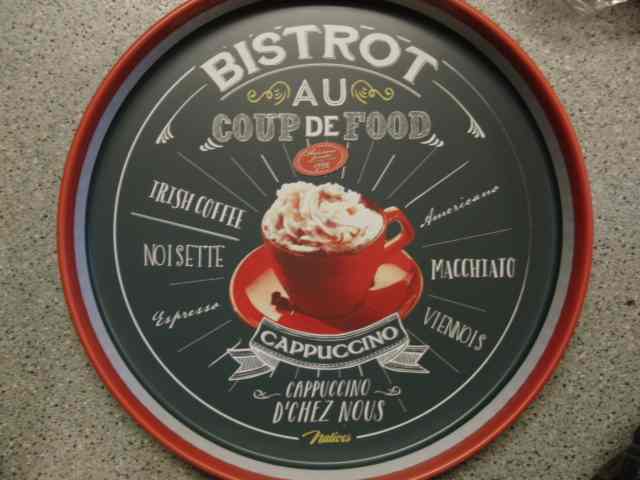 BISTROT
AU
COUP DE FOOD
IRISH COFFEE
Americano
NOISETTE
MACCHIATO
Espresso
VIENNOIS
CAPPUCCINO
CAPPUCCINO
D'CHEZ NOUS
Natives